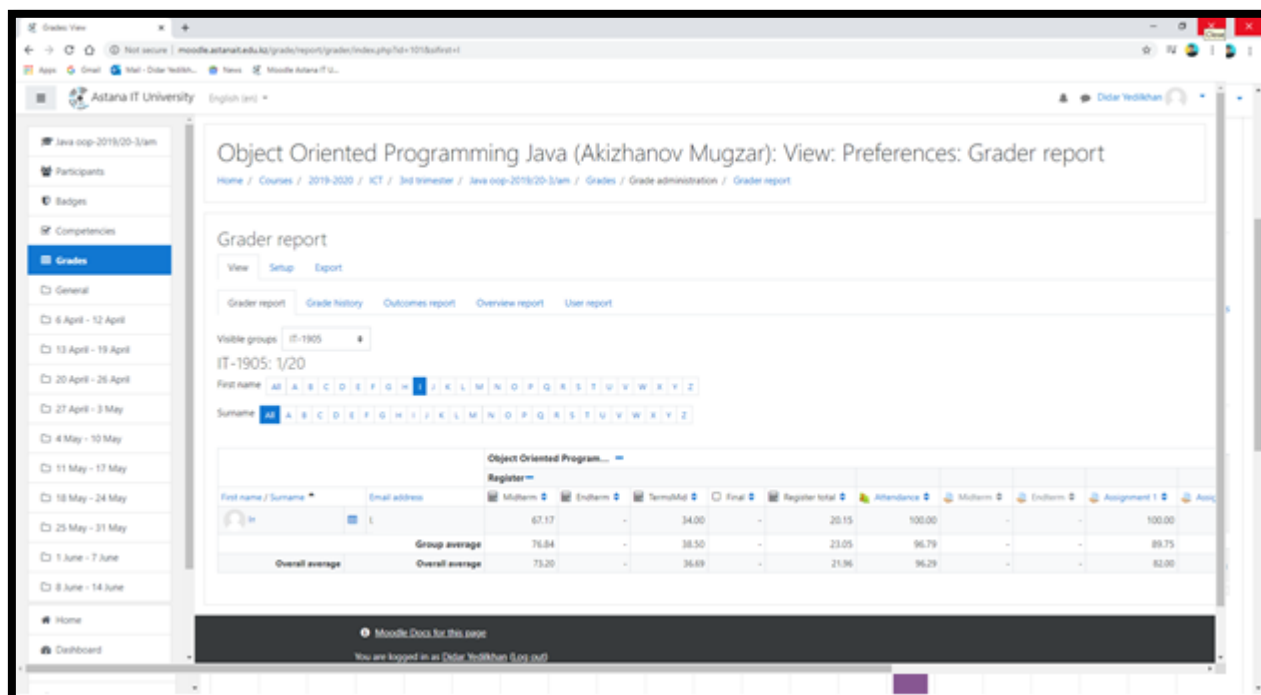 Grades View
Close
Not secure | moodle.astanait.edu.kz/grade/report/grader/index.php?id=101&sifirst=I
Apps Gmail Mail - Didar Yedilkh... News Moodle Astana IT U...
Astana IT University English (en)
Didar Yedilkhan
Java oop-2019/20-3/am
Participants
Badges
Competencies
Grades
General
6 April - 12 April
13 April - 19 April
20 April - 26 April
27 April - 3 May
4 May - 10 May
11 May - 17 May
18 May - 24 May
25 May - 31 May
1 June - 7 June
8 June - 14 June
Home
Dashboard
Object Oriented Programming Java (Akizhanov Mugzar): View: Preferences: Grader report
Home / Courses / 2019-2020 / ICT / 3rd trimester / Java oop-2019/20-3/am / Grades / Grade administration / Grader report
Grader report
View Setup Export
Grader report Grade history Outcomes report Overview report User report
Visible groups IT-1905
IT-1905: 1/20
First name All A B C D E F G H I J K L M N O P Q R S T U V W X Y Z
Surname All A B C D E F G H I J K L M N O P Q R S T U V W X Y Z
Object Oriented Program...
Register
First name / Surname Email address Midterm Endterm TermsMid Final Register total Attendance Midterm Endterm Assignment 1
67.17 - 34.00 - 20.15 100.00 - - 100.00
Group average 76.84 - 38.50 - 23.05 96.79 - - 89.75
Overall average Overall average 73.20 - 36.69 - 21.96 96.29 - - 82.00
Moodle Docs for this page
You are logged in as Didar Yedilkhan (Log out)